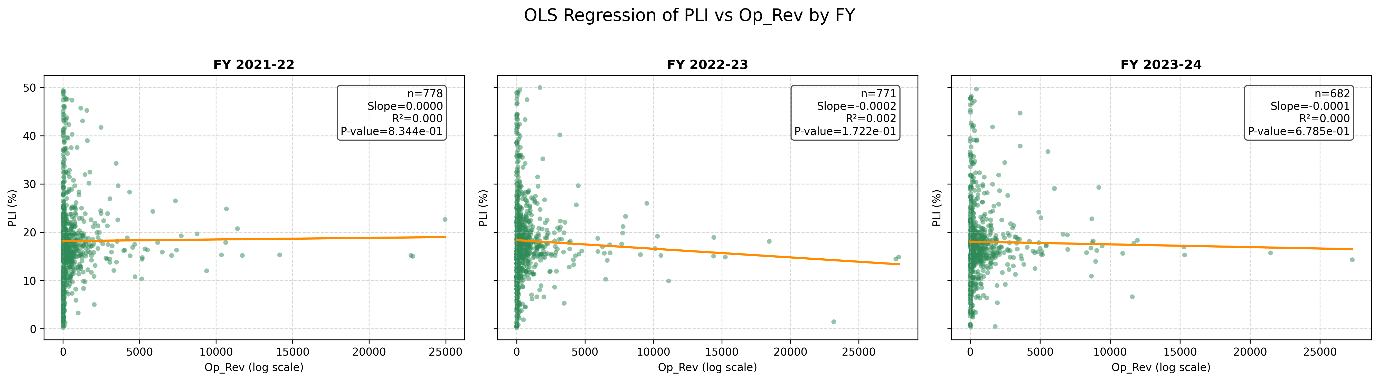 OLS Regression of PLI vs Op_Rev by FY
FY 2021-22
n=778
Slope=0.0000
R²=0.000
P-value=8.344e-01
PLI (%)
50
40
30
20
10
0
0 5000 10000 15000 20000 25000
Op_Rev (log scale)
FY 2022-23
n=771
Slope=-0.0002
R²=0.002
P-value=1.722e-01
PLI (%)
0 5000 10000 15000 20000 25000
Op_Rev (log scale)
FY 2023-24
n=682
Slope=-0.0001
R²=0.000
P-value=6.785e-01
PLI (%)
0 5000 10000 15000 20000 25000
Op_Rev (log scale)